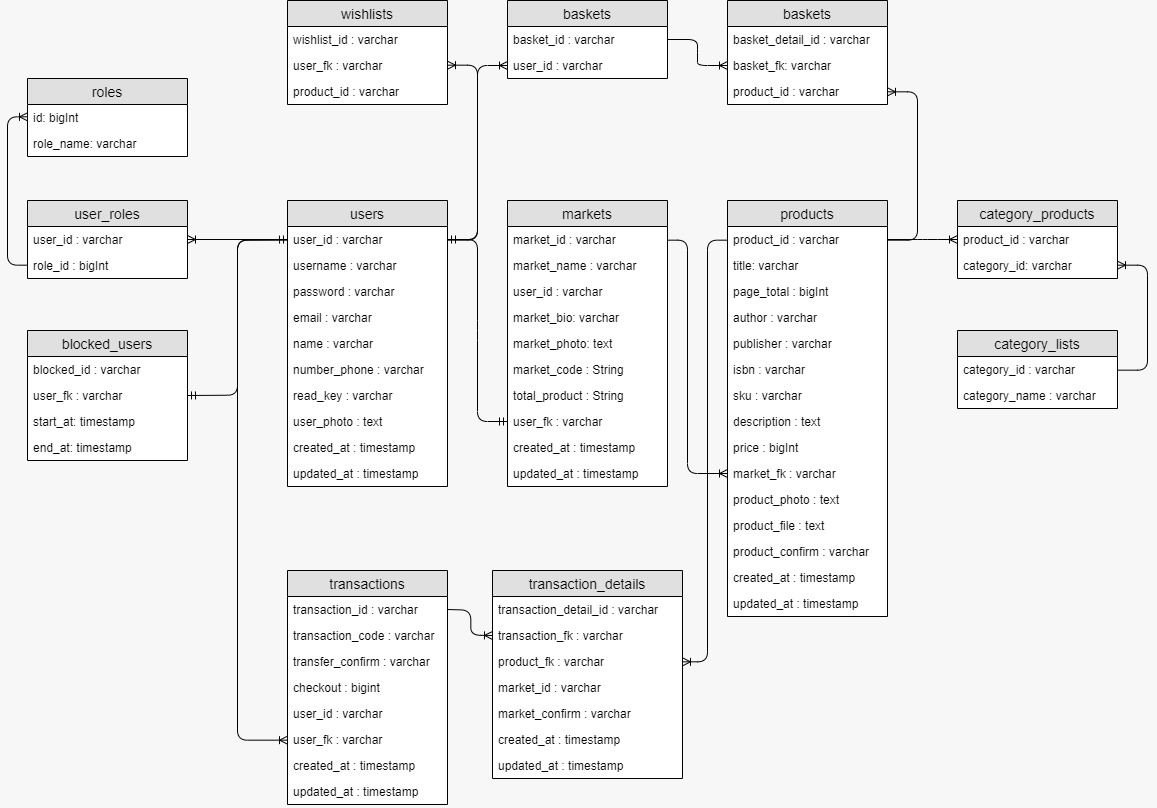 wishlists
wishlist_id : varchar
user_fk : varchar
product_id : varchar
baskets
basket_id : varchar
user_id : varchar
baskets
basket_detail_id : varchar
basket_fk: varchar
product_id : varchar
roles
id: bigInt
role_name: varchar
user_roles
user_id : varchar
role_id : bigInt
users
user_id : varchar
username : varchar
password : varchar
email : varchar
name : varchar
number_phone : varchar
read_key : varchar
user_photo : text
created_at : timestamp
updated_at : timestamp
markets
market_id : varchar
market_name : varchar
user_id : varchar
market_bio: varchar
market_photo: text
market_code : String
total_product : String
user_fk : varchar
created_at : timestamp
updated_at : timestamp
products
product_id : varchar
title: varchar
page_total : bigInt
author : varchar
publisher : varchar
isbn : varchar
sku : varchar
description : text
price : bigInt
market_fk : varchar
product_photo : text
product_file : text
product_confirm : varchar
created_at : timestamp
updated_at : timestamp
category_products
product_id : varchar
category_id: varchar
blocked_users
blocked_id : varchar
user_fk : varchar
start_at: timestamp
end_at: timestamp
category_lists
category_id : varchar
category_name : varchar
transactions
transaction_id : varchar
transaction_code : varchar
transfer_confirm : varchar
checkout : bigint
user_id : varchar
user_fk : varchar
created_at : timestamp
updated_at : timestamp
transaction_details
transaction_detail_id : varchar
transaction_fk : varchar
product_fk : varchar
market_id : varchar
market_confirm : varchar
created_at : timestamp
updated_at : timestamp